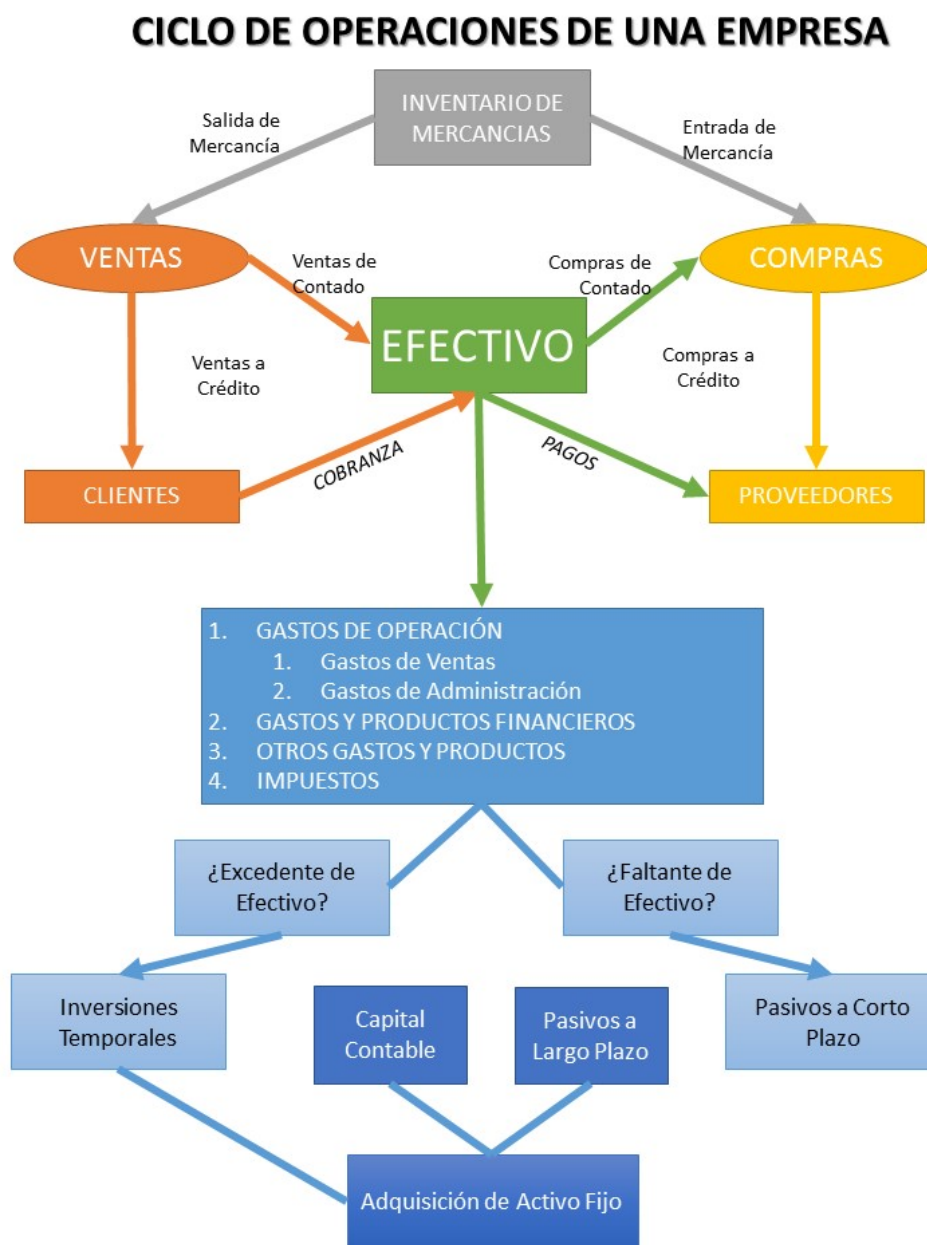 CICLO DE OPERACIONES DE UNA EMPRESA
INVENTARIO DE
MERCANCIAS
Salida de
Mercancía
Entrada de
Mercancía
VENTAS
COMPRAS
Ventas de
Contado
Compras de
Contado
EFECTIVO
Ventas a
Crédito
Compras a
Crédito
COBRANZA
PAGOS
CLIENTES
PROVEEDORES
1. GASTOS DE OPERACIÓN
1. Gastos de Ventas
2. Gastos de Administración
2. GASTOS Y PRODUCTOS FINANCIEROS
3. OTROS GASTOS Y PRODUCTOS
4. IMPUESTOS
¿Excedente de
Efectivo?
¿Faltante de
Efectivo?
Inversiones
Temporales
Capital
Contable
Pasivos a
Largo Plazo
Pasivos a Corto
Plazo
Adquisición de Activo Fijo